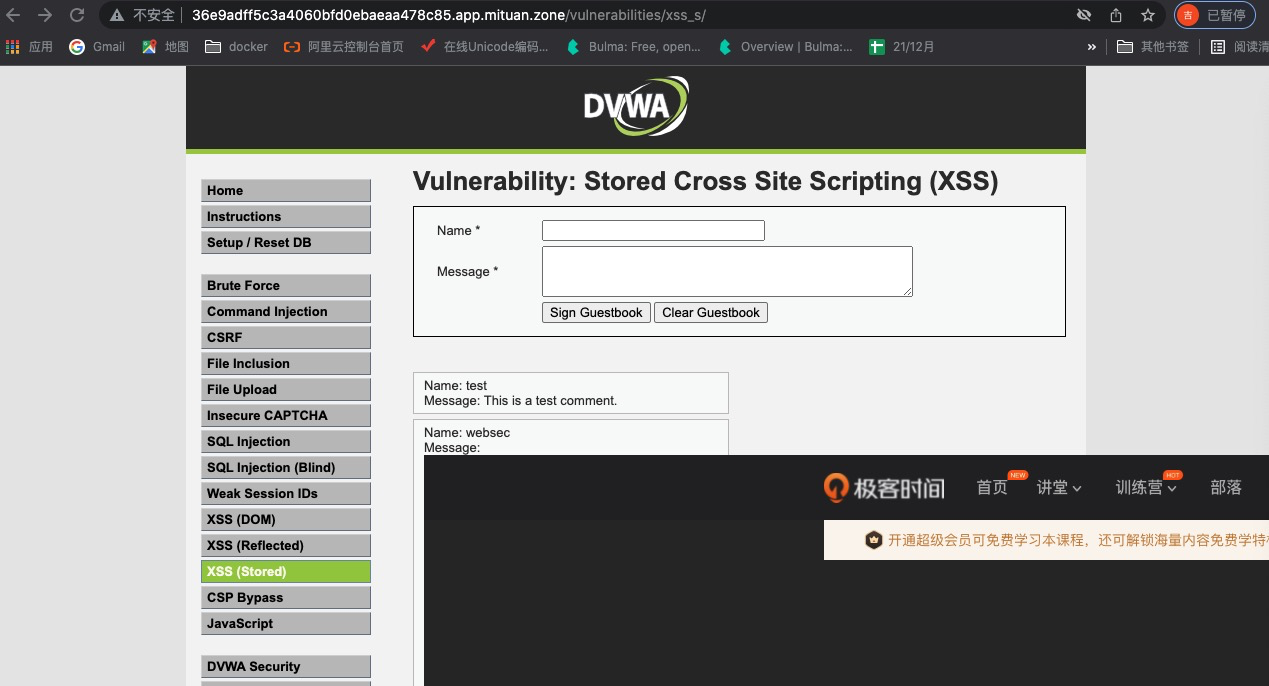 不安全 36e9adff5c3a4060bfd0ebaeaa478c85.app.mituan.zone/vulnerabilities/xss_s/ 吉 已暂停
应用 Gmail 地图 docker 阿里云控制台首页 在线Unicode编码... Bulma: Free, open... Overview | Bulma:... 21/12月 » 其他书签 阅读清
DVWA
Vulnerability: Stored Cross Site Scripting (XSS)
Home
Instructions
Setup / Reset DB
Brute Force
Command Injection
CSRF
File Inclusion
File Upload
Insecure CAPTCHA
SQL Injection
SQL Injection (Blind)
Weak Session IDs
XSS (DOM)
XSS (Reflected)
XSS (Stored)
CSP Bypass
JavaScript
DVWA Security
Name *
Message *
Sign Guestbook Clear Guestbook
Name: test
Message: This is a test comment.
Name: websec
Message:
极客时间 首页 NEW 讲堂 训练营 HOT 部落
开通超级会员可免费学习本课程，还可解锁海量内容免费学特